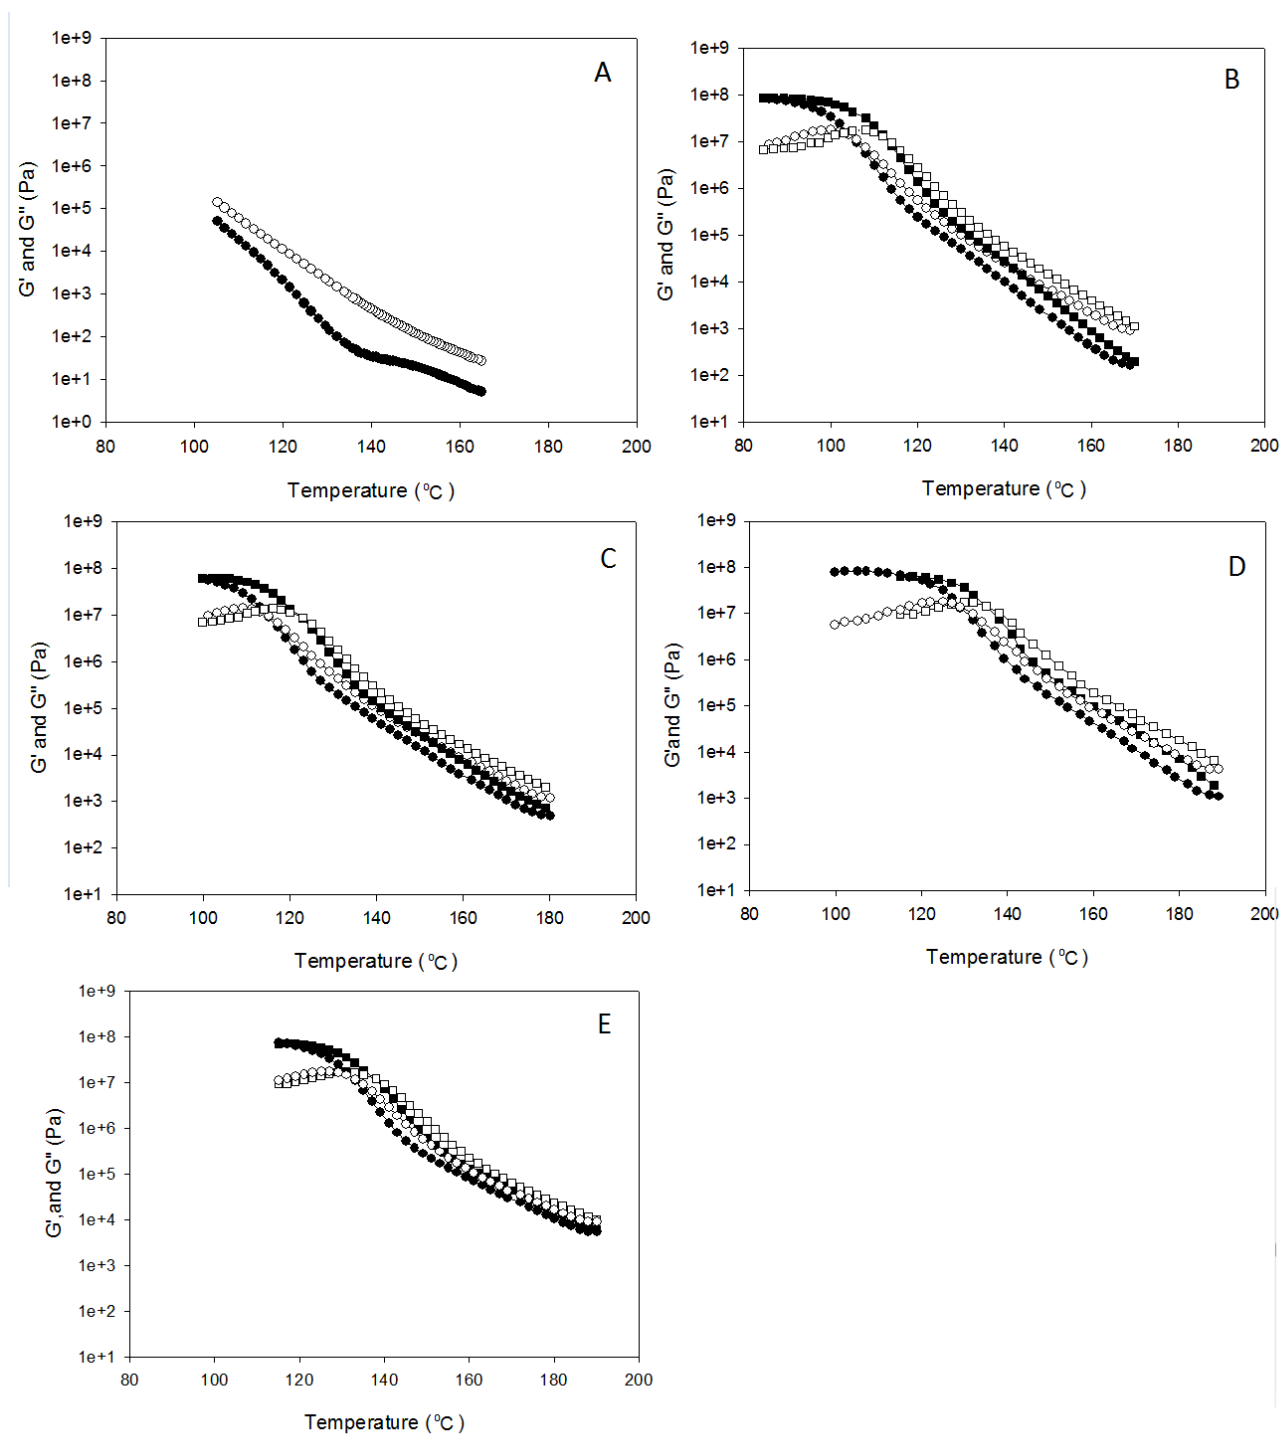 A
1e+9
1e+8
1e+7
1e+6
1e+5
1e+4
1e+3
1e+2
1e+1
1e+0
G' and G" (Pa)
80 100 120 140 160 180 200
Temperature (°C)
B
1e+9
1e+8
1e+7
1e+6
1e+5
1e+4
1e+3
1e+2
1e+1
G' and G" (Pa)
80 100 120 140 160 180 200
Temperature (°C)
C
1e+9
1e+8
1e+7
1e+6
1e+5
1e+4
1e+3
1e+2
1e+1
G' and G" (Pa)
80 100 120 140 160 180 200
Temperature (°C)
D
1e+9
1e+8
1e+7
1e+6
1e+5
1e+4
1e+3
1e+2
1e+1
G'and G" (Pa)
80 100 120 140 160 180 200
Temperature (°C)
E
1e+9
1e+8
1e+7
1e+6
1e+5
1e+4
1e+3
1e+2
1e+1
G',and G" (Pa)
80 100 120 140 160 180 200
Temperature (°C)